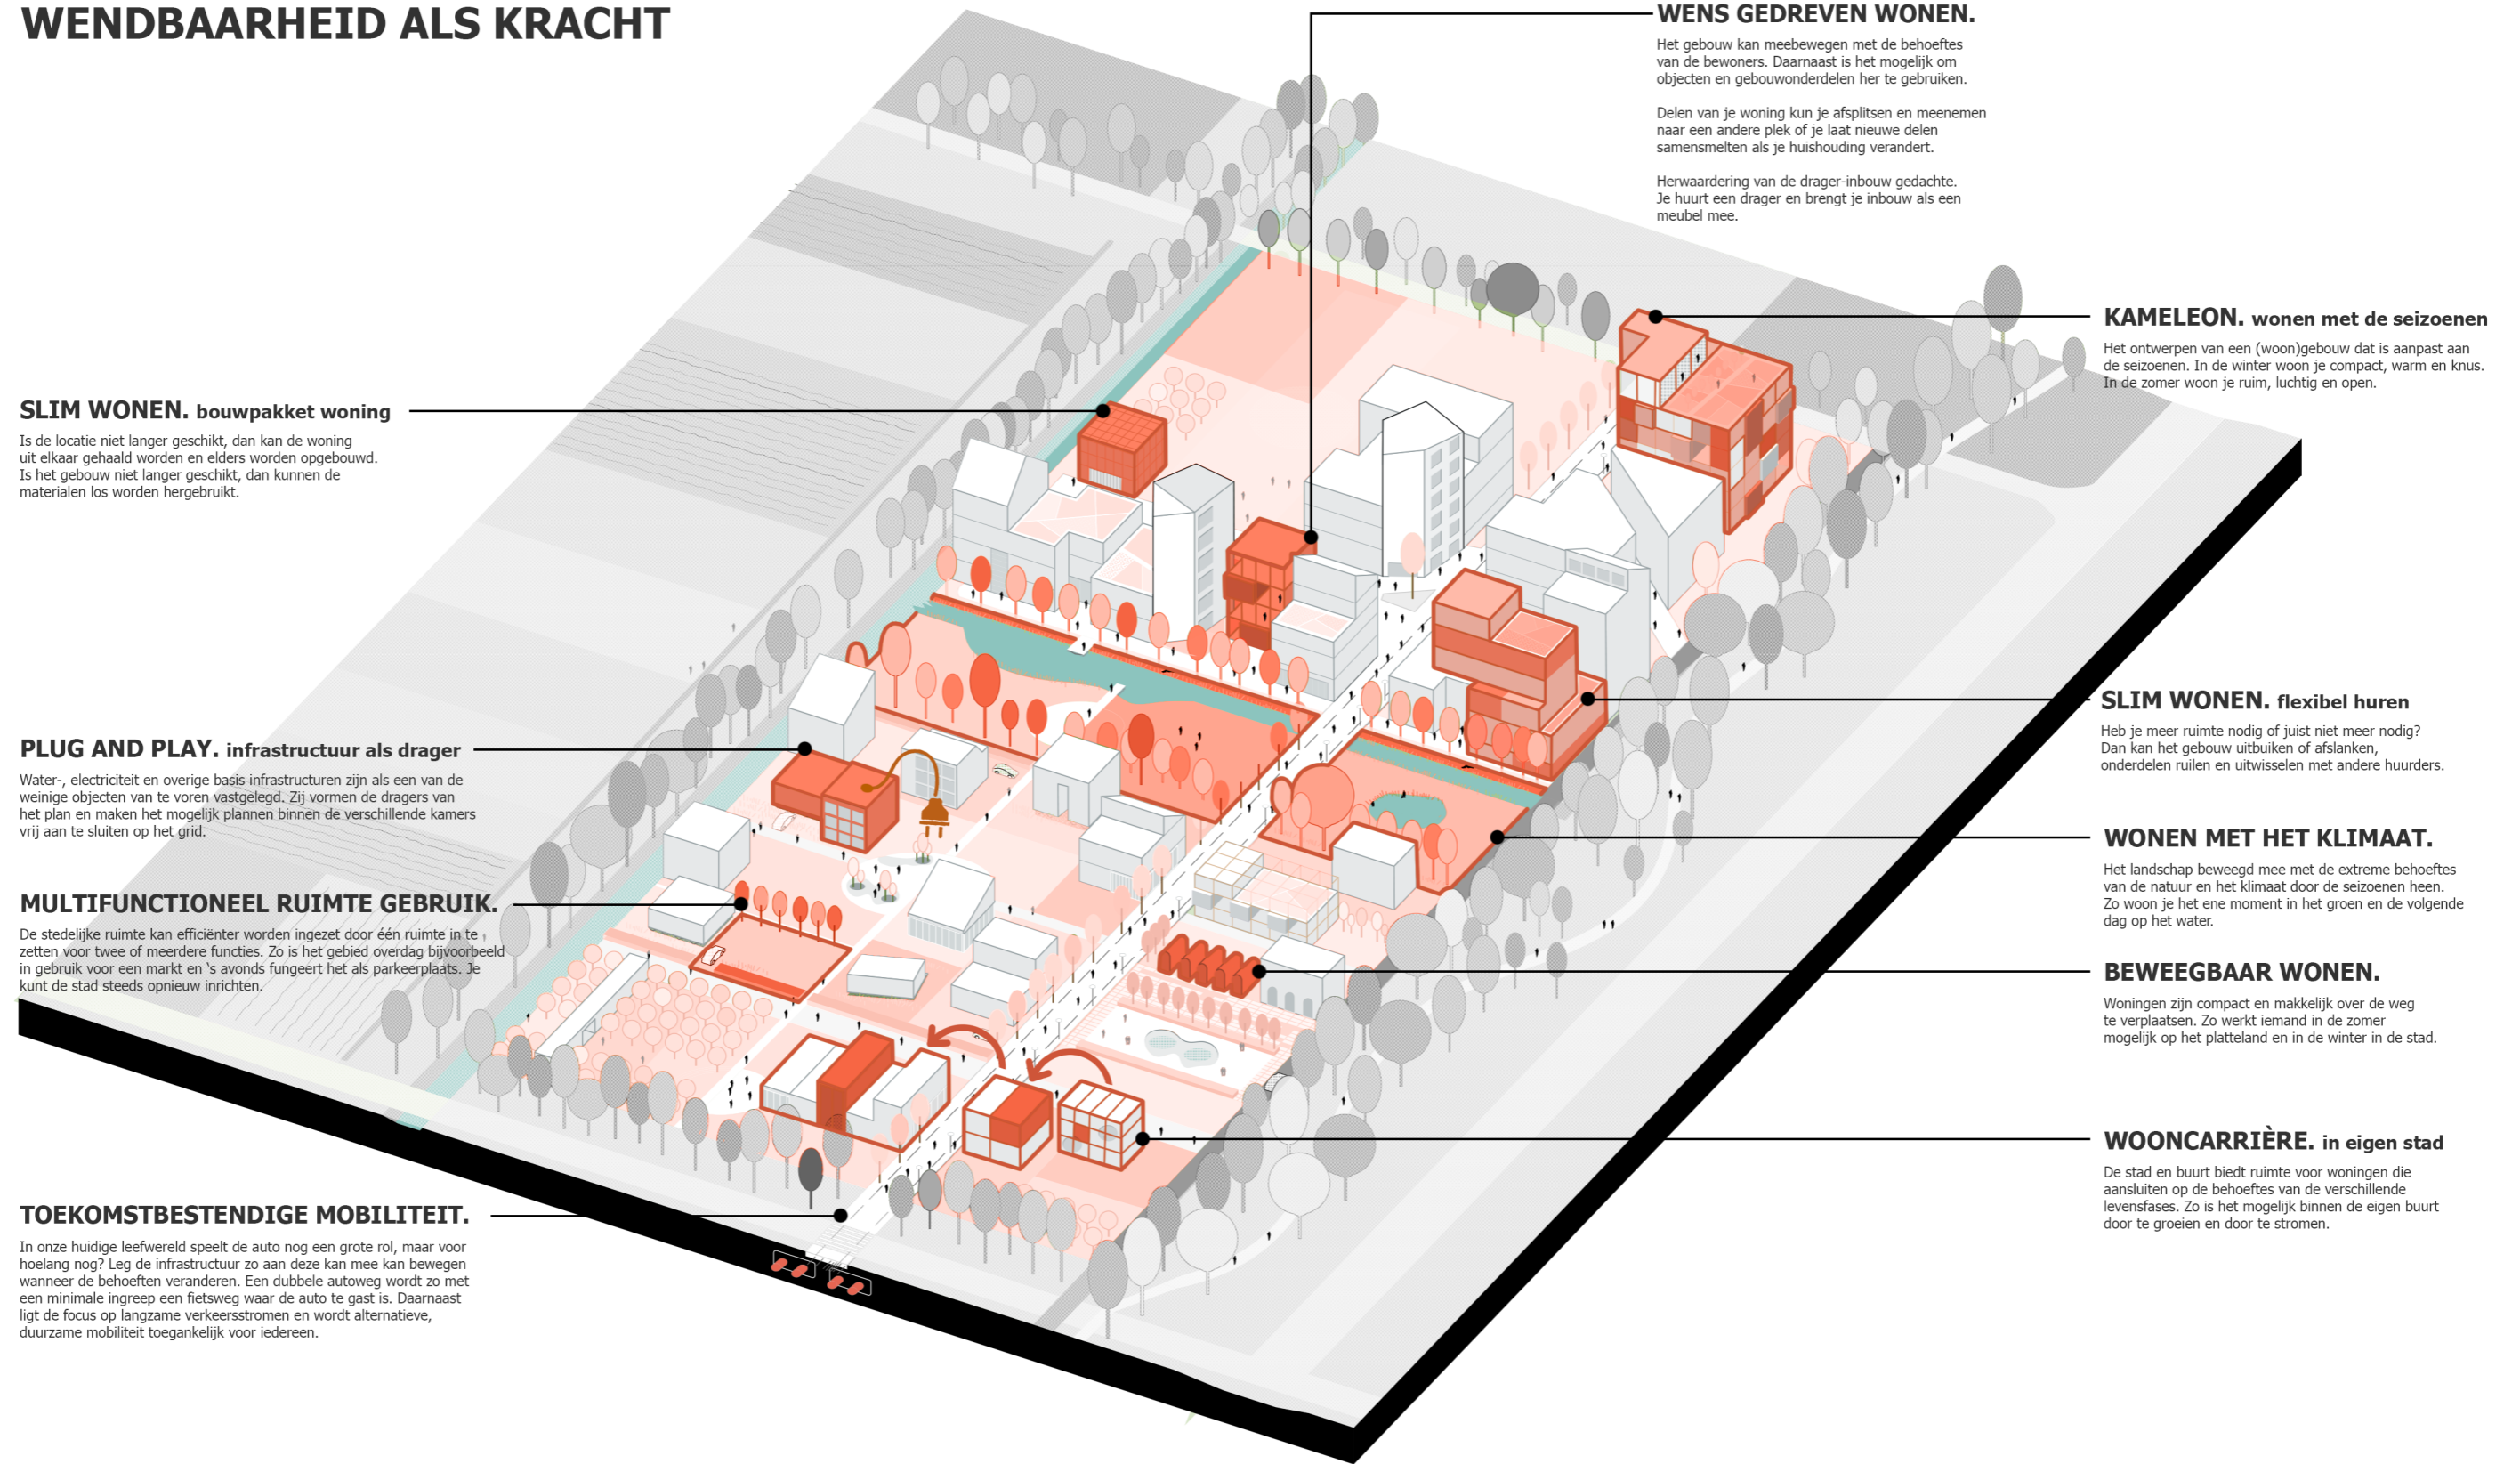 WENDBAARHEID ALS KRACHT
WENS GEDREVEN WONEN.
Het gebouw kan meebewegen met de behoeftes
van de bewoners. Daarnaast is het mogelijk om
objecten en gebouwonderdelen her te gebruiken.
Delen van je woning kun je afsplitsen en meenemen
naar een andere plek of je laat nieuwe delen
samensmelten als je huishouding verandert.
Herwaardering van de drager-inbouw gedachte.
Je huurt een drager en brengt je inbouw als een
meubel mee.
KAMELEON. wonen met de seizoenen
Het ontwerpen van een (woon)gebouw dat is aanpast aan
de seizoenen. In de winter woon je compact, warm en knus.
In de zomer woon je ruim, luchtig en open.
SLIM WONEN. bouwpakket woning
Is de locatie niet langer geschikt, dan kan de woning
uit elkaar gehaald worden en elders worden opgebouwd.
Is het gebouw niet langer geschikt, dan kunnen de
materialen los worden hergebruikt.
SLIM WONEN. flexibel huren
Heb je meer ruimte nodig of juist niet meer nodig?
Dan kan het gebouw uitbuiken of afslanken,
onderdelen ruilen en uitwisselen met andere huurders.
PLUG AND PLAY. infrastructuur als drager
Water-, electriciteit en overige basis infrastructuren zijn als een van de
weinige objecten van te voren vastgelegd. Zij vormen de dragers van
het plan en maken het mogelijk plannen binnen de verschillende kamers
vrij aan te sluiten op het grid.
WONEN MET HET KLIMAAT.
Het landschap beweegd mee met de extreme behoeftes
van de natuur en het klimaat door de seizoenen heen.
Zo woon je het ene moment in het groen en de volgende
dag op het water.
MULTIFUNCTIONEEL RUIMTE GEBRUIK.
De stedelijke ruimte kan efficiënter worden ingezet door één ruimte in te
zetten voor twee of meerdere functies. Zo is het gebied overdag bijvoorbeeld
in gebruik voor een markt en 's avonds fungeert het als parkeerplaats. Je
kunt de stad steeds opnieuw inrichten.
BEWEEGBAAR WONEN.
Woningen zijn compact en makkelijk over de weg
te verplaatsen. Zo werkt iemand in de zomer
mogelijk op het platteland en in de winter in de stad.
WOONCARRIÈRE. in eigen stad
De stad en buurt biedt ruimte voor woningen die
aansluiten op de behoeftes van de verschillende
levensfases. Zo is het mogelijk binnen de eigen buurt
door te groeien en door te stromen.
TOEKOMSTBESTENDIGE MOBILITEIT.
In onze huidige leefwereld speelt de auto nog een grote rol, maar voor
hoelang nog? Leg de infrastructuur zo aan deze kan mee kan bewegen
wanneer de behoeften veranderen. Een dubbele autoweg wordt zo met
een minimale ingreep een fietsweg waar de auto te gast is. Daarnaast
ligt de focus op langzame verkeersstromen en wordt alternatieve,
duurzame mobiliteit toegankelijk voor iedereen.